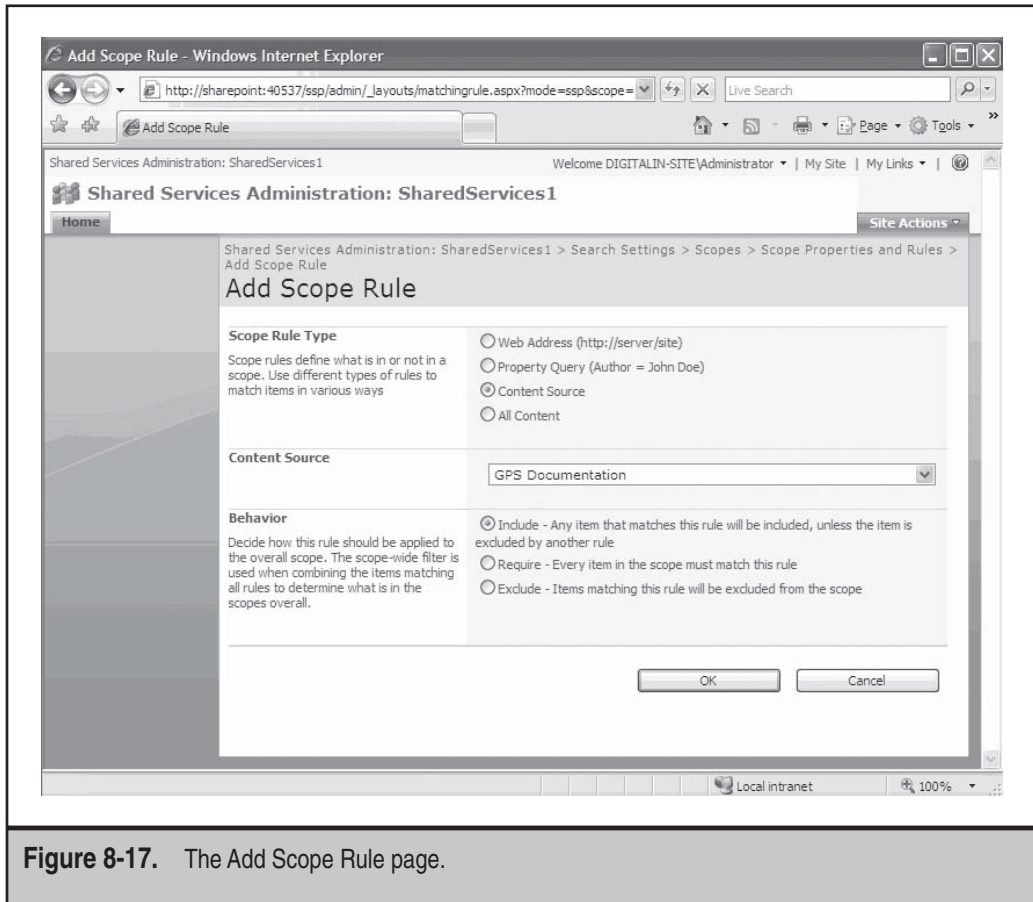 Add Scope Rule - Windows Internet Explorer
http://sharepoint:40537/ssp/admin/_layouts/matchingrule.aspx?mode=ssp&scope=
Live Search
Add Scope Rule
Page
Tools
»
Shared Services Administration: SharedServices1
Welcome DIGITALIN-SITE\Administrator | My Site | My Links |
Shared Services Administration: SharedServices1
Home
Site Actions
Shared Services Administration: SharedServices1 > Search Settings > Scopes > Scope Properties and Rules >
Add Scope Rule
Add Scope Rule
Scope Rule Type
Scope rules define what is in or not in a
scope. Use different types of rules to
match items in various ways
Web Address (http://server/site)
Property Query (Author = John Doe)
Content Source
All Content
Content Source
GPS Documentation
Behavior
Decide how this rule should be applied to
the overall scope. The scope-wide filter is
used when combining the items matching
all rules to determine what is in the
scopes overall.
Include - Any item that matches this rule will be included, unless the item is
excluded by another rule
Require - Every item in the scope must match this rule
Exclude - Items matching this rule will be excluded from the scope
OK
Cancel
Local intranet
100%
Figure 8-17. The Add Scope Rule page.